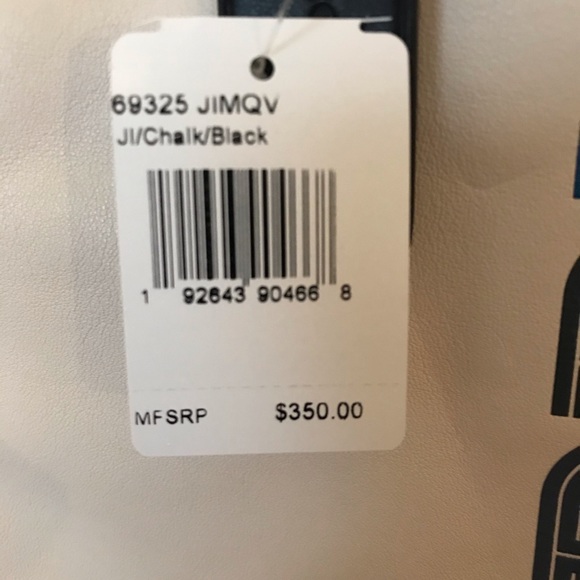 69325 JIMQV
JI/Chalk/Black
1 92643 90466 8
MFSRP $350.00